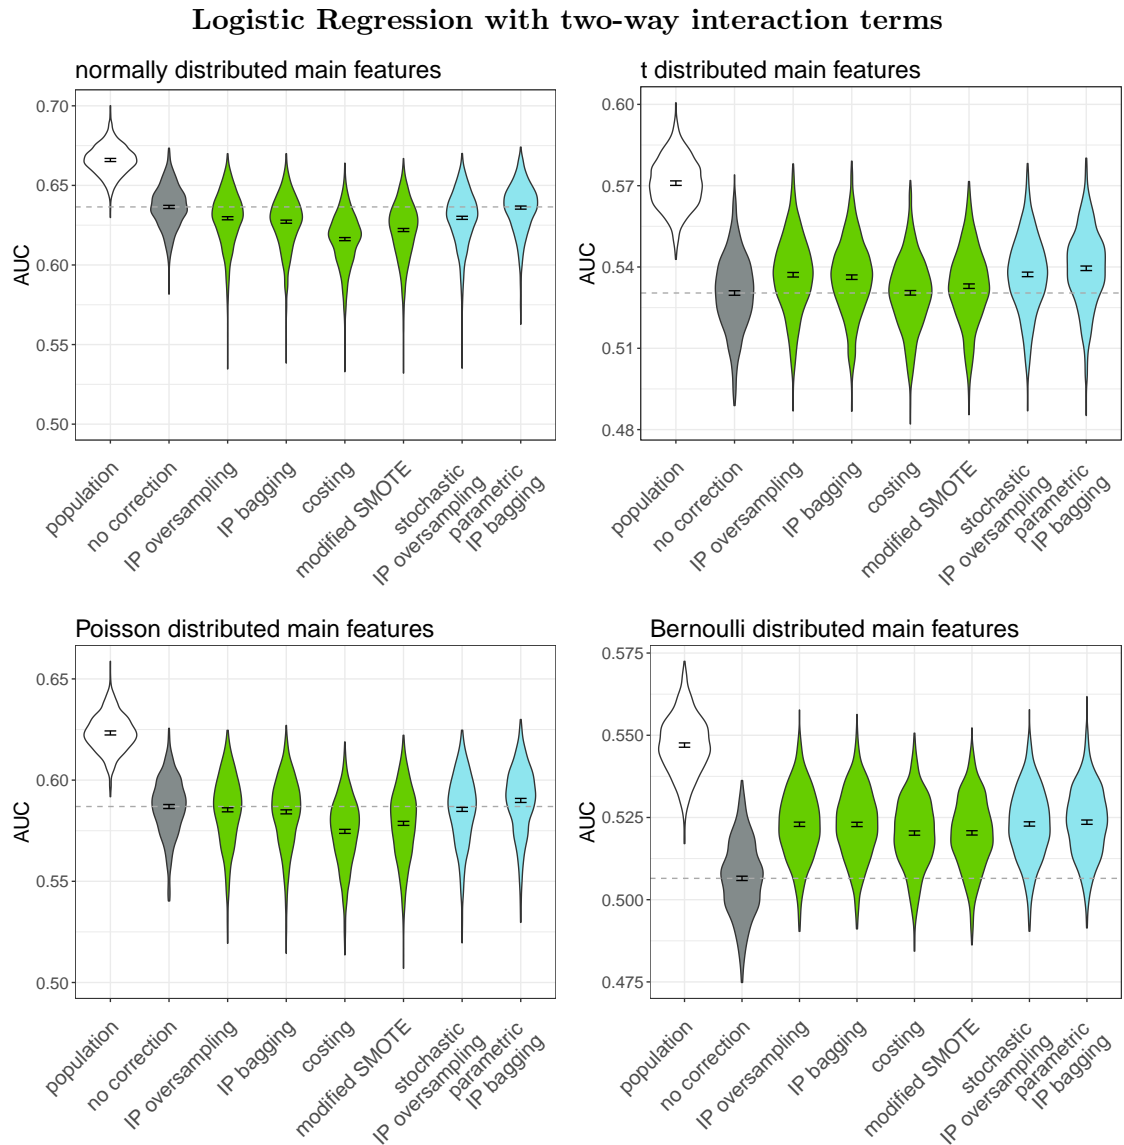 Logistic Regression with two-way interaction terms
normally distributed main features
AUC
0.70
0.65
0.60
0.55
0.50
population
no correction
IP oversampling
IP bagging
costing
modified SMOTE
stochastic
IP oversampling
parametric
IP bagging
t distributed main features
AUC
0.60
0.57
0.54
0.51
0.48
population
no correction
IP oversampling
IP bagging
costing
modified SMOTE
stochastic
IP oversampling
parametric
IP bagging
Poisson distributed main features
AUC
0.65
0.60
0.55
0.50
population
no correction
IP oversampling
IP bagging
costing
modified SMOTE
stochastic
IP oversampling
parametric
IP bagging
Bernoulli distributed main features
AUC
0.575
0.550
0.525
0.500
0.475
population
no correction
IP oversampling
IP bagging
costing
modified SMOTE
stochastic
IP oversampling
parametric
IP bagging